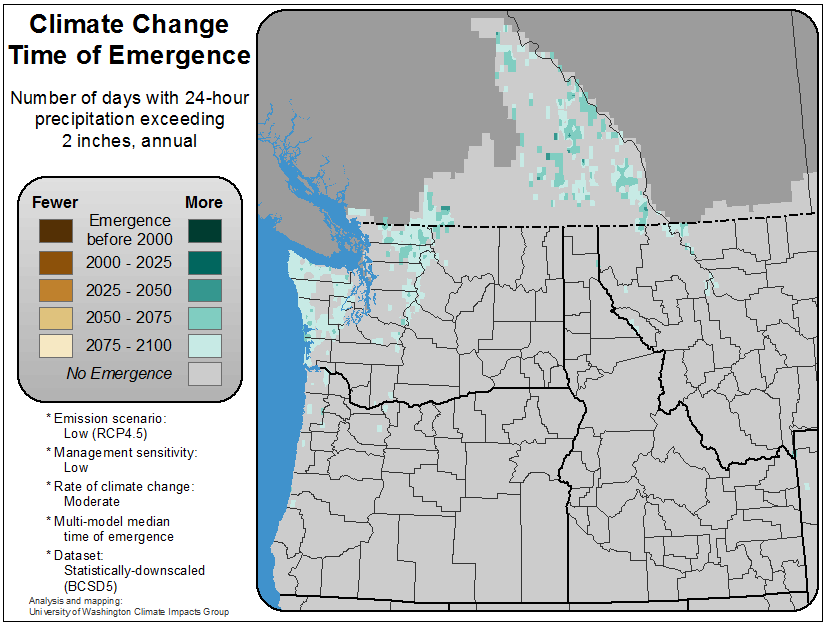 Climate Change
Time of Emergence
Number of days with 24-hour
precipitation exceeding
2 inches, annual
Fewer More
Emergence
before 2000
2000 - 2025
2025 - 2050
2050 - 2075
2075 - 2100
No Emergence
* Emission scenario:
Low (RCP4.5)
* Management sensitivity:
Low
* Rate of climate change:
Moderate
* Multi-model median
time of emergence
* Dataset:
Statistically-downscaled
(BCSD5)
Analysis and mapping:
University of Washington Climate Impacts Group